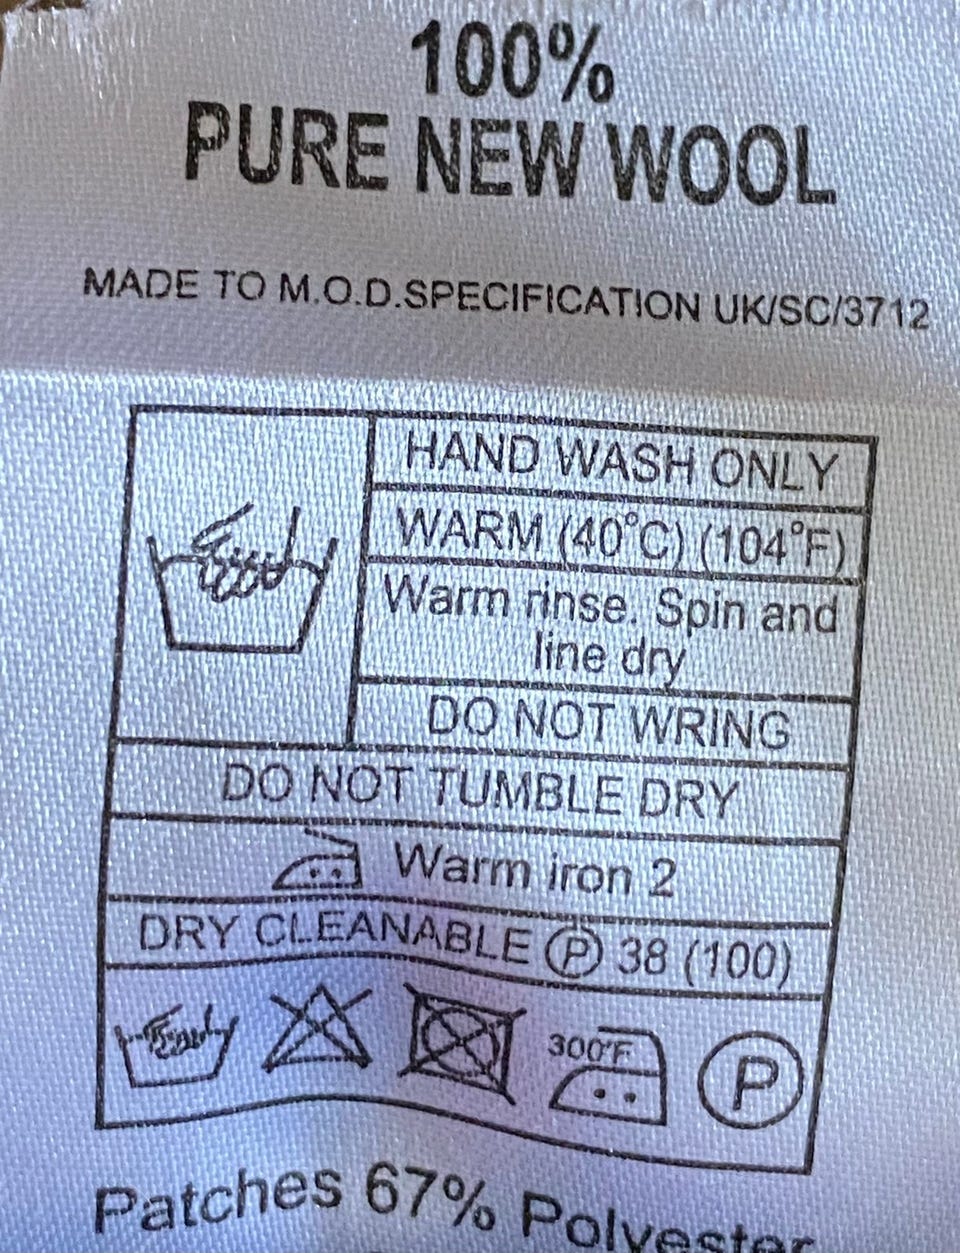 100%
PURE NEW WOOL
MADE TO M.O.D.SPECIFICATION UK/SC/3712
HAND WASH ONLY
WARM (40°C) (104°F)
Warm rinse. Spin and
line dry
DO NOT WRING
DO NOT TUMBLE DRY
Warm iron 2
DRY CLEANABLE P 38 (100)
300°F
P
Patches 67% Polyester